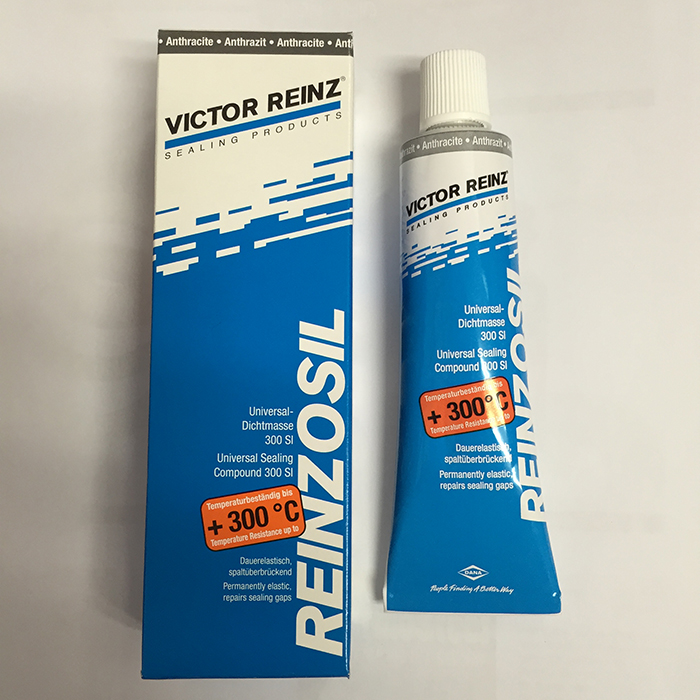 • Anthracite • Anthrazit • Anthracite • Ant
VICTOR REINZ®
SEALING PRODUCTS
Universal-
Dichtmasse
300 SI
Universal Sealing
Compound 300 SI
Temperaturbeständig bis
+ 300 °C
Temperature Resistance up to
Dauerelastisch,
spaltüberbrückend
Permanently elastic,
repairs sealing gaps
REINZOSIL
• Anthracite • Anthrazit •
VICTOR REINZ®
SEALING PRODUCTS
Universal-
Dichtmasse
300 SI
Universal Sealing
Compound 300 SI
Temperaturbeständig bis
+ 300°C
Temperature Resistance up to
Dauerelastisch,
spaltüberbrückend
Permanently elastic,
repairs sealing gaps
REINZOSIL
DANA
People Finding A Better Way